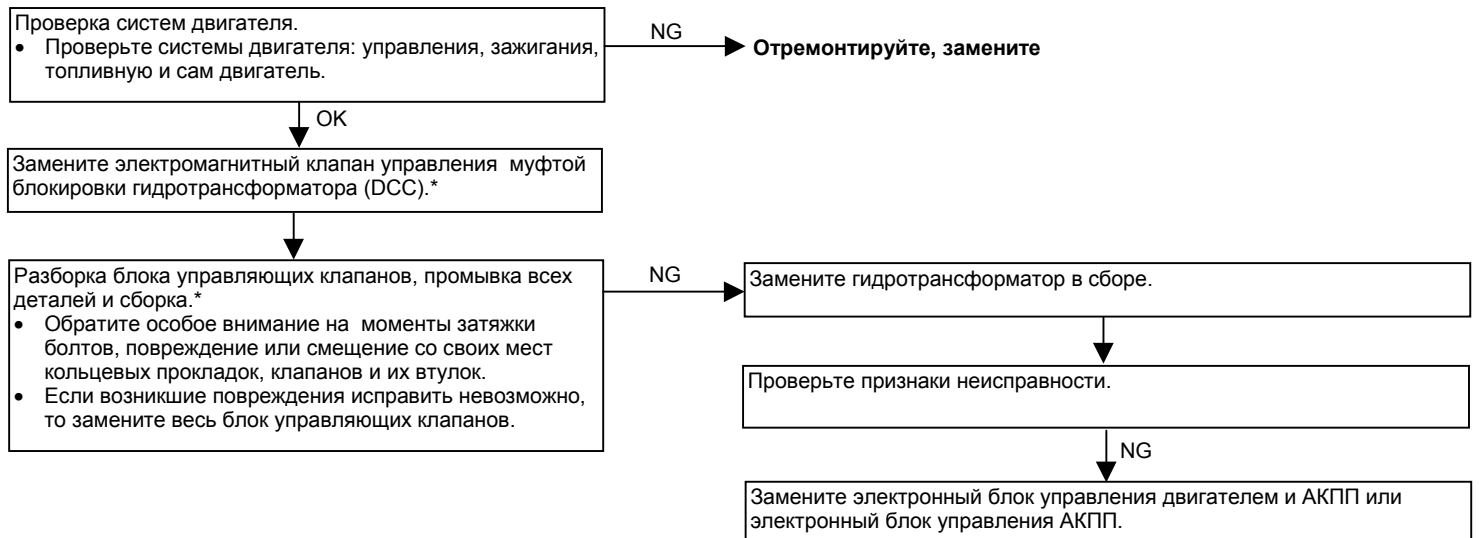 Проверка систем двигателя.
• Проверьте системы двигателя: управления, зажигания,
топливную и сам двигатель.
NG
Отремонтируйте, замените
OK
Замените электромагнитный клапан управления муфтой
блокировки гидротрансформатора (DCC).*
Разборка блока управляющих клапанов, промывка всех
деталей и сборка.*
• Обратите особое внимание на моменты затяжки
болтов, повреждение или смещение со своих мест
кольцевых прокладок, клапанов и их втулок.
• Если возникшие повреждения исправить невозможно,
то замените весь блок управляющих клапанов.
NG
Замените гидротрансформатор в сборе.
Проверьте признаки неисправности.
NG
Замените электронный блок управления двигателем и АКПП или
электронный блок управления АКПП.